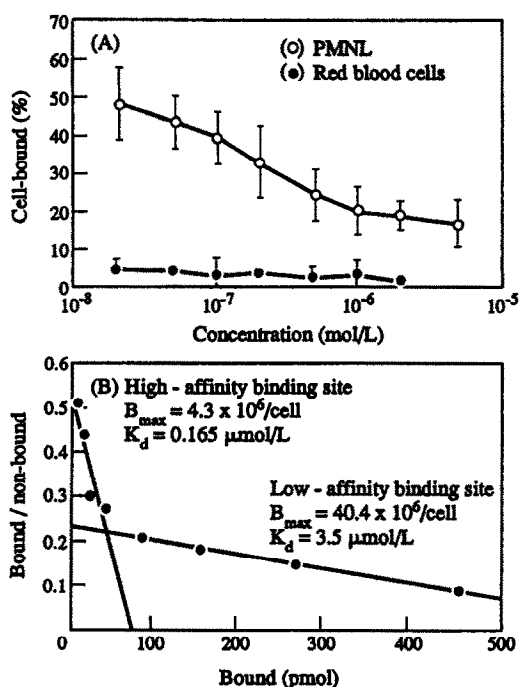 70
(A)
(○) PMNL
(●) Red blood cells
60
50
40
30
20
10
0
Cell-bound (%)
10⁻⁸
10⁻⁷
10⁻⁶
10⁻⁵
Concentration (mol/L)
0.6
(B) High - affinity binding site
B_max = 4.3 x 10⁶/cell
K_d = 0.165 µmol/L
0.5
0.4
0.3
0.2
0.1
Low - affinity binding site
B_max = 40.4 x 10⁶/cell
K_d = 3.5 µmol/L
Bound / non-bound
0
100
200
300
400
500
Bound (pmol)